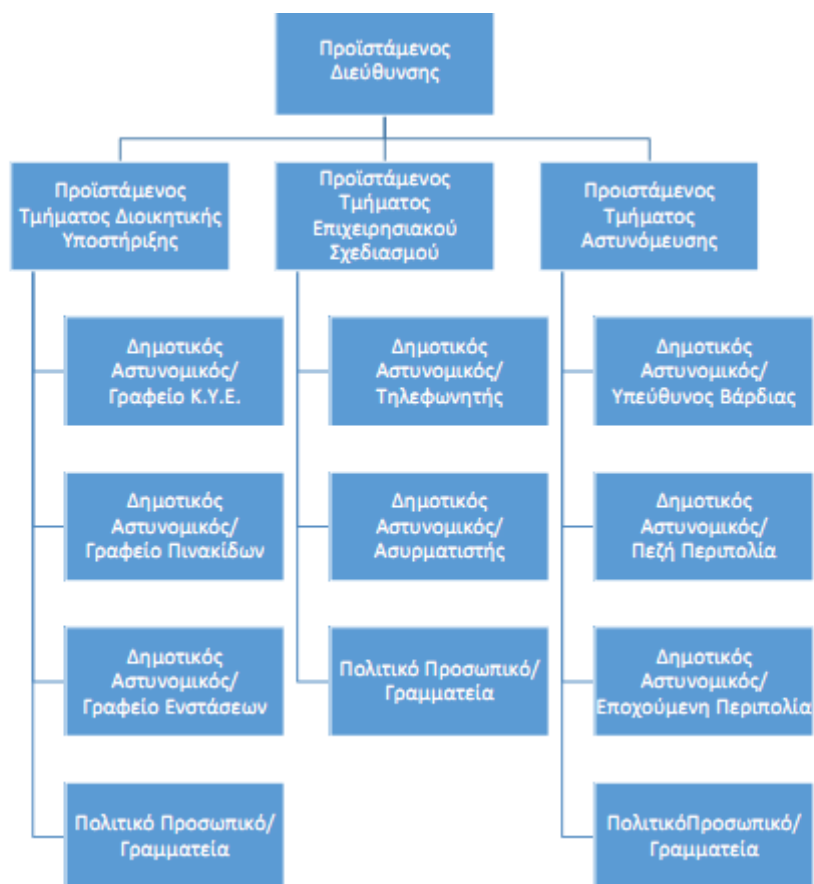 Προϊστάμενος
Διεύθυνσης
Προϊστάμενος
Τμήματος Διοικητικής
Υποστήριξης
Προϊστάμενος
Τμήματος
Επιχειρησιακού
Σχεδιασμού
Προιστάμενος
Τμήματος
Αστυνόμευσης
Δημοτικός
Αστυνομικός/
Γραφείο Κ.Υ.Ε.
Δημοτικός
Αστυνομικός/
Γραφείο Πινακίδων
Δημοτικός
Αστυνομικός/
Γραφείο Ενστάσεων
Πολιτικό Προσωπικό/
Γραμματεία
Δημοτικός
Αστυνομικός/
Τηλεφωνητής
Δημοτικός
Αστυνομικός/
Ασυρματιστής
Πολιτικό Προσωπικό/
Γραμματεία
Δημοτικός
Αστυνομικός/
Υπεύθυνος Βάρδιας
Δημοτικός
Αστυνομικός/
Πεζή Περιπολία
Δημοτικός
Αστυνομικός/
Εποχούμενη Περιπολία
ΠολιτικόΠροσωπικό/
Γραμματεία